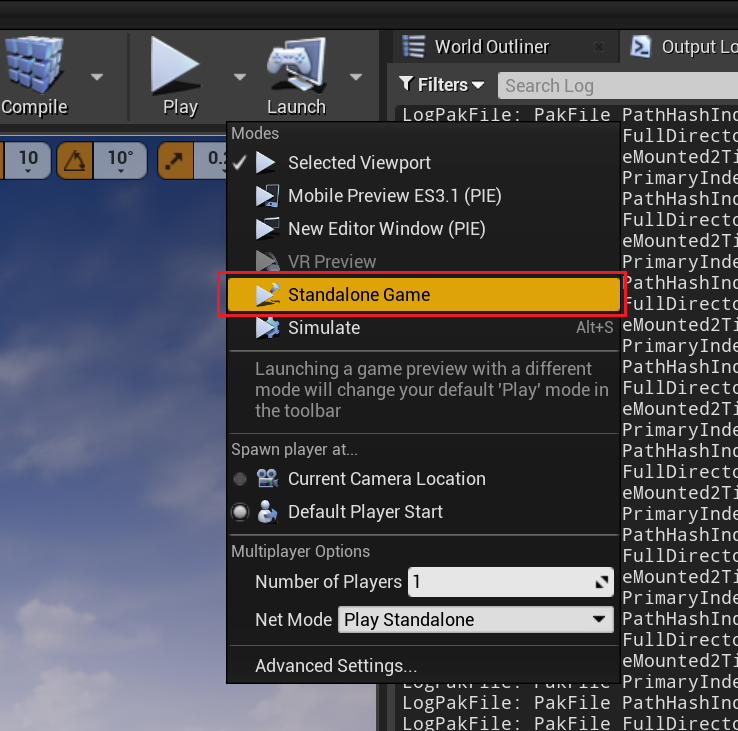 World Outliner
Output Lo
Compile
Play
Launch
Filters
Search Log
LogPakFile: PakFile PathHashInd
10
10°
0.2
Modes
Selected Viewport
Mobile Preview ES3.1 (PIE)
New Editor Window (PIE)
VR Preview
Standalone Game
Simulate
Alt+S
Launching a game preview with a different
mode will change your default 'Play' mode in
the toolbar
Spawn player at...
Current Camera Location
Default Player Start
Multiplayer Options
Number of Players
1
Net Mode
Play Standalone
Advanced Settings...
FullDirecto
eMounted2Ti
PrimaryInde
PathHashInd
FullDirecto
eMounted2Ti
PrimaryInde
PathHashInd
FullDirecto
eMounted2Ti
PrimaryInde
PathHashInd
FullDirecto
eMounted2Ti
PrimaryInde
PathHashInd
FullDirecto
eMounted2Ti
PrimaryInde
PathHashInd
FullDirecto
eMounted2Ti
PrimaryInde
PathHashInd
FullDirecto
eMounted2Ti
LogPakFile: PakFile PrimaryInde
LogPakFile: PakFile PathHashInd
LogPakFile: PakFile FullDirecto